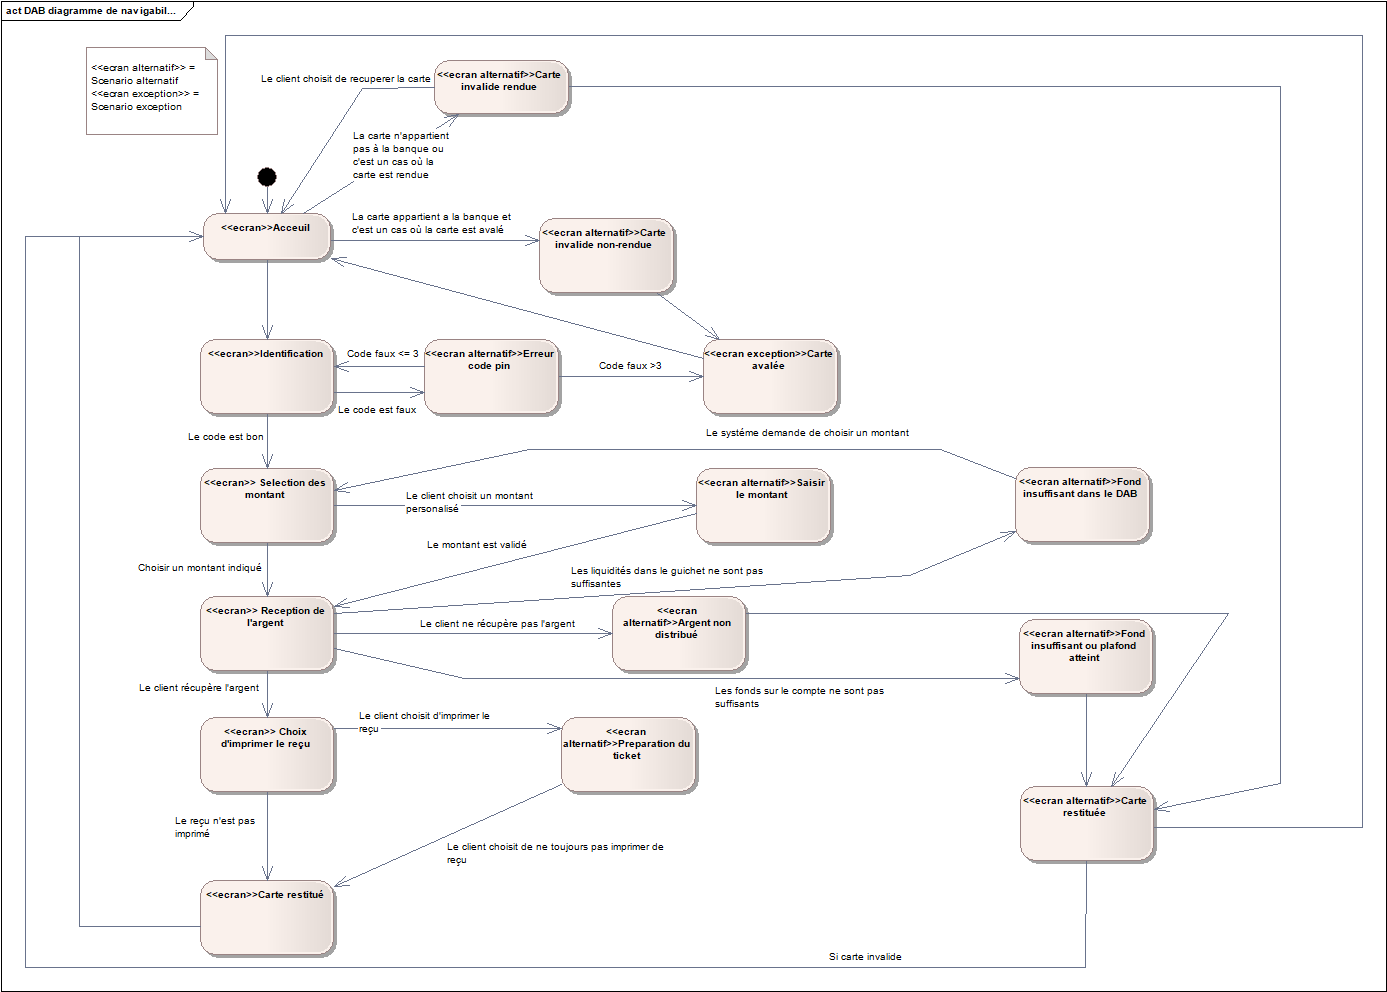 act DAB diagramme de navigabil...
<<ecran alternatif>> =
Scenario alternatif
<<ecran exception>> =
Scenario exception
Le client choisit de recuperer la carte
<<ecran alternatif>>Carte
invalide rendue
La carte n'appartient
pas à la banque ou
c'est un cas où la
carte est rendue
<<ecran>>Acceuil
La carte appartient a la banque et
c'est un cas où la carte est avalé
<<ecran alternatif>>Carte
invalide non-rendue
<<ecran>>Identification
Code faux <= 3
<<ecran alternatif>>Erreur
code pin
Code faux >3
<<ecran exception>>Carte
avalée
Le code est faux
Le code est bon
Le systéme demande de choisir un montant
<<ecran>> Selection des
montant
Le client choisit un montant
personalisé
<<ecran alternatif>>Saisir
le montant
<<ecran alternatif>>Fond
insuffisant dans le DAB
Le montant est validé
Choisir un montant indiqué
Les liquidités dans le guichet ne sont pas
suffisantes
<<ecran>> Reception de
l'argent
Le client ne récupère pas l'argent
<<ecran
alternatif>>Argent non
distribué
<<ecran alternatif>>Fond
insuffisant ou plafond
atteint
Le client récupère l'argent
Les fonds sur le compte ne sont pas
suffisants
<<ecran>> Choix
d'imprimer le reçu
Le client choisit d'imprimer le
reçu
<<ecran
alternatif>>Preparation du
ticket
Le reçu n'est pas
imprimé
<<ecran alternatif>>Carte
restituée
Le client choisit de ne toujours pas imprimer de
reçu
<<ecran>>Carte restitué
Si carte invalide